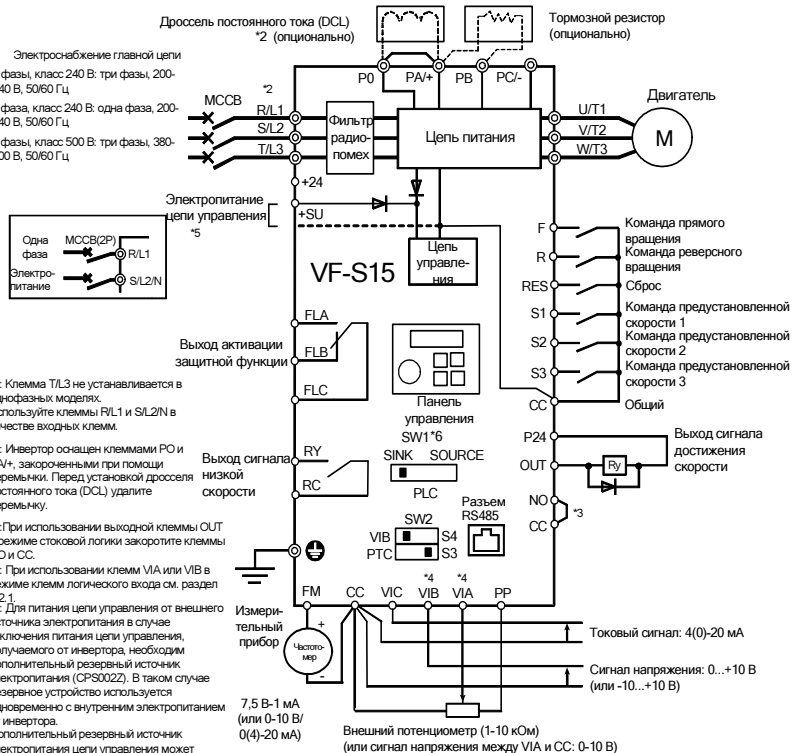 Дроссель постоянного тока (DCL)
*2 (опционально)
Тормозной резистор
(опционально)
Электроснабжение главной цепи
фазы, класс 240 В: три фазы, 200-
40 В, 50/60 Гц
фаза, класс 240 В: одна фаза, 200-
40 В, 50/60 Гц
фазы, класс 500 В: три фазы, 380-
00 В, 50/60 Гц
*2
MCCB
R/L1
S/L2
T/L3
P0
PA/+
PB
PC/-
Фильтр
радио-
помех
Цепь питания
U/T1
V/T2
W/T3
Двигатель
M
+24
Электропитание
цепи управления
*5
+SU
Цепь
управле-
ния
VF-S15
Одна
фаза
MCCB(2P)
R/L1
Электро-
питание
S/L2/N
F
Команда прямого
вращения
R
Команда реверсного
вращения
RES
Сброс
S1
Команда предустановленной
скорости 1
S2
Команда предустановленной
скорости 2
S3
Команда предустановленной
скорости 3
CC
Общий
FLA
Выход активации
защитной функции
FLB
FLC
Панель
управления
SW1*6
SINK SOURCE
PLC
RY
Выход сигнала
низкой
скорости
RC
P24
Выход сигнала
достижения
скорости
OUT
Ry
NO
*3
CC
SW2
VIB
S4
PTC
S3
Разъем
RS485
: Клемма T/L3 не устанавливается в
днофазных моделях.
спользуйте клеммы R/L1 и S/L2/N в
честве входных клемм.
: Инвертор оснащен клеммами PO и
A/+, закороченными при помощи
еремычки. Перед установкой дросселя
остоянного тока (DCL) удалите
еремычку.
:При использовании выходной клеммы OUT
режиме стоковой логики закоротите клеммы
O и CC.
: При использовании клемм VIA или VIB в
жиме клемм логического входа см. раздел
2.1.
: Для питания цепи управления от внешнего
сточника электропитания в случае
ключения питания цепи управления,
олучаемого от инвертора, необходим
ополнительный резервный источник
ектропитания (CPS002Z). В таком случае
езервное устройство используется
дновременно с внутренним электропитанием
инвертора.
ополнительный резервный источник
ектропитания цепи управления может
FM
CC
VIC
*4
VIB
*4
VIA
PP
Измери-
тельный
прибор
+
Частото-
мер
-
7,5 В-1 мА
(или 0-10 В/
0(4)-20 мА)
Токовый сигнал: 4(0)-20 мА
Сигнал напряжения: 0...+10 В
(или -10...+10 В)
Внешний потенциометр (1-10 кОм)
(или сигнал напряжения между VIA и CC: 0-10 В)